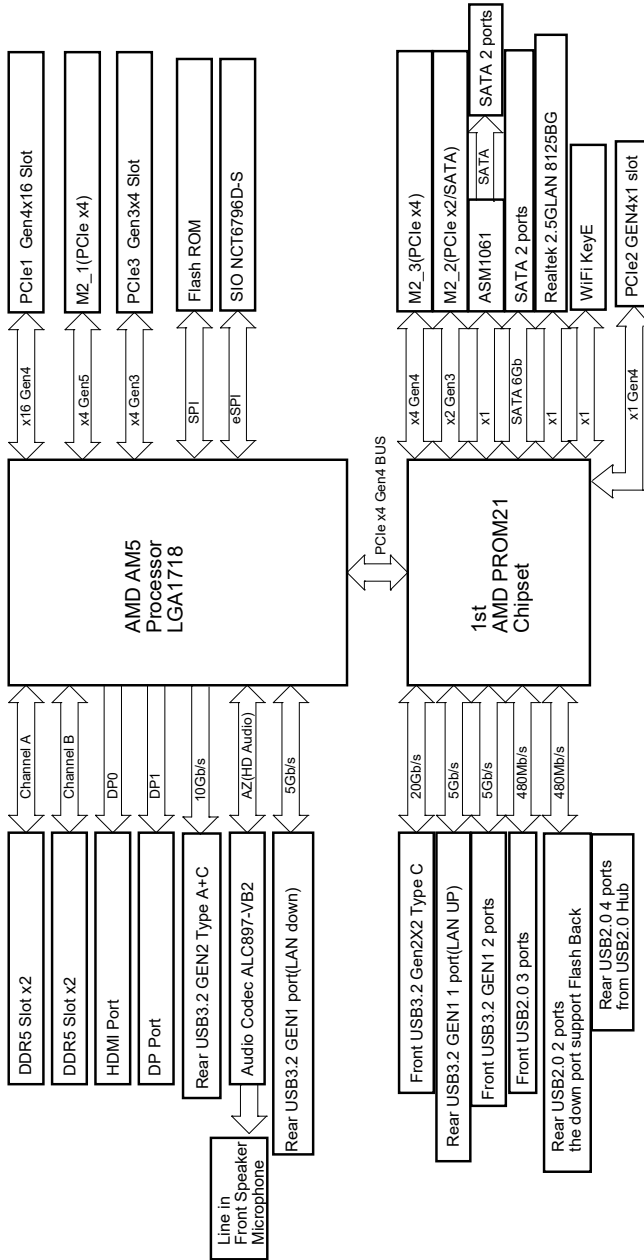 DDR5 Slot x2
DDR5 Slot x2
HDMI Port
DP Port
Rear USB3.2 GEN2 Type A+C
Audio Codec ALC897-VB2
Rear USB3.2 GEN1 port(LAN down)
Line in
Front Speaker
Microphone
Channel A
Channel B
DP0
DP1
10Gb/s
AZ(HD Audio)
5Gb/s
AMD AM5
Processor
LGA1718
x16 Gen4
x4 Gen5
x4 Gen3
SPI
eSPI
PCIe1 Gen4x16 Slot
M2_1(PCIe x4)
PCIe3 Gen3x4 Slot
Flash ROM
SIO NCT6796D-S
PCIe x4 Gen4 BUS
Front USB3.2 Gen2X2 Type C
Rear USB3.2 GEN1 1 port(LAN UP)
Front USB3.2 GEN1 2 ports
Front USB2.0 3 ports
Rear USB2.0 2 ports
the down port support Flash Back
Rear USB2.0 4 ports
from USB2.0 Hub
20Gb/s
5Gb/s
5Gb/s
480Mb/s
480Mb/s
1st
AMD PROM21
Chipset
x4 Gen4
x2 Gen3
x1
SATA 6Gb
x1
x1
x1 Gen4
M2_3(PCIe x4)
M2_2(PCIe x2/SATA)
ASM1061
SATA
SATA 2 ports
SATA 2 ports
Realtek 2.5GLAN 8125BG
WiFi KeyE
PCIe2 GEN4x1 slot